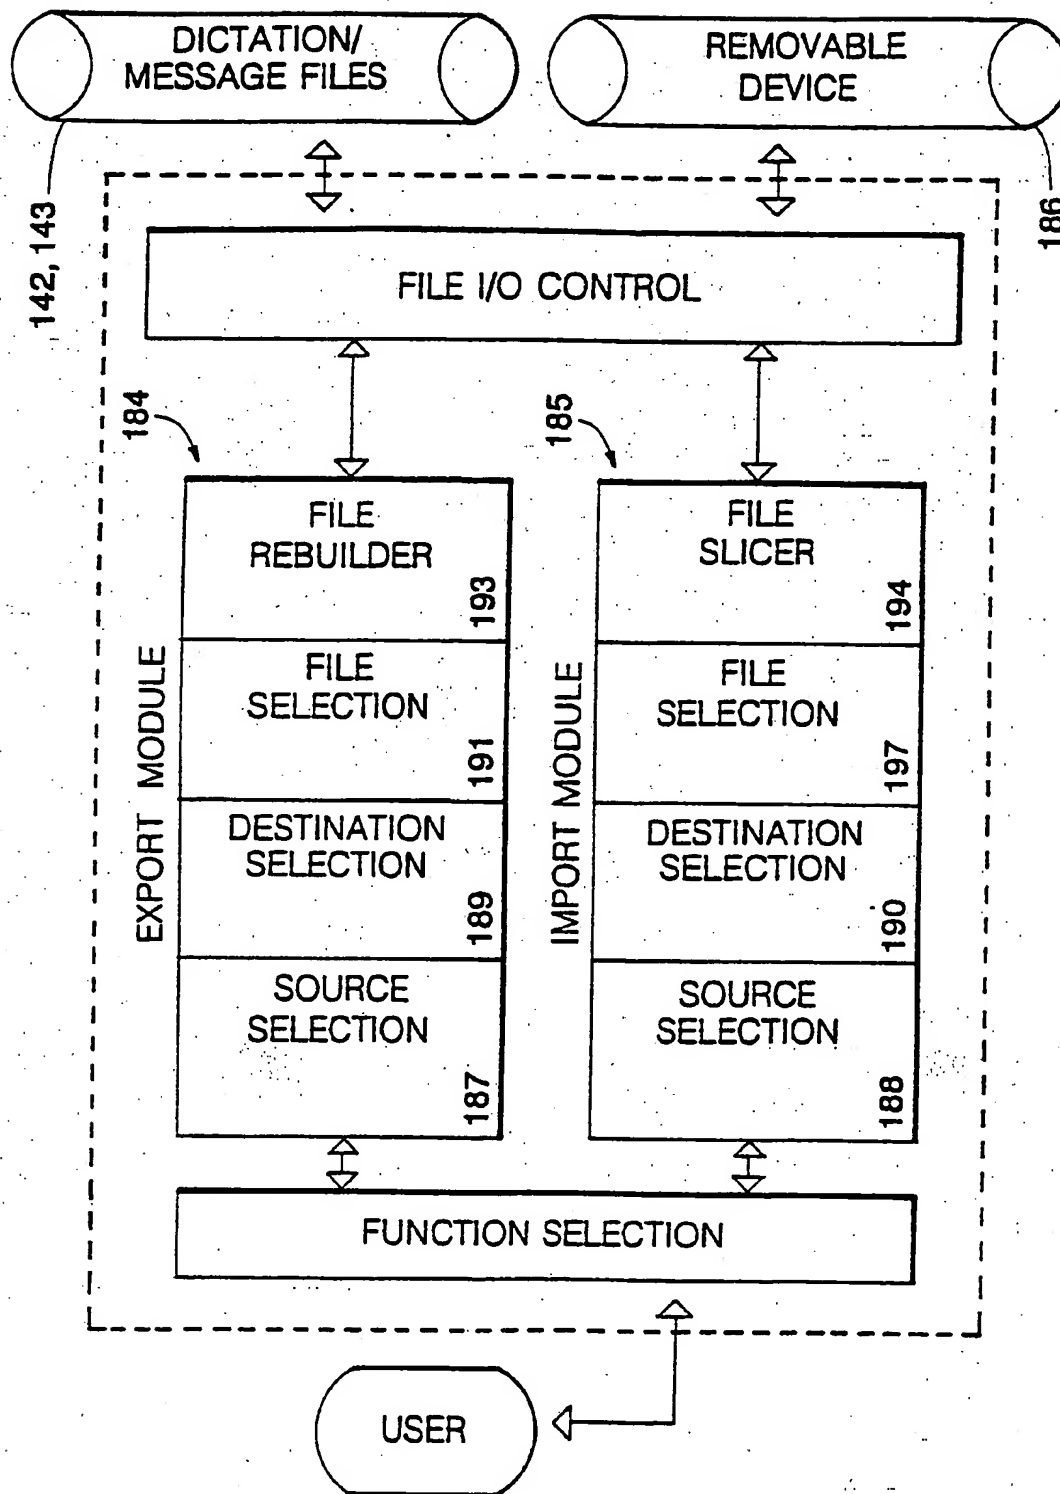 DICTATION/
MESSAGE FILES
REMOVABLE
DEVICE
142, 143
186
FILE I/O CONTROL
184
185
EXPORT MODULE
FILE
REBUILDER
193
FILE
SELECTION
191
DESTINATION
SELECTION
189
SOURCE
SELECTION
187
IMPORT MODULE
FILE
SLICER
194
FILE
SELECTION
197
DESTINATION
SELECTION
190
SOURCE
SELECTION
188
FUNCTION SELECTION
USER